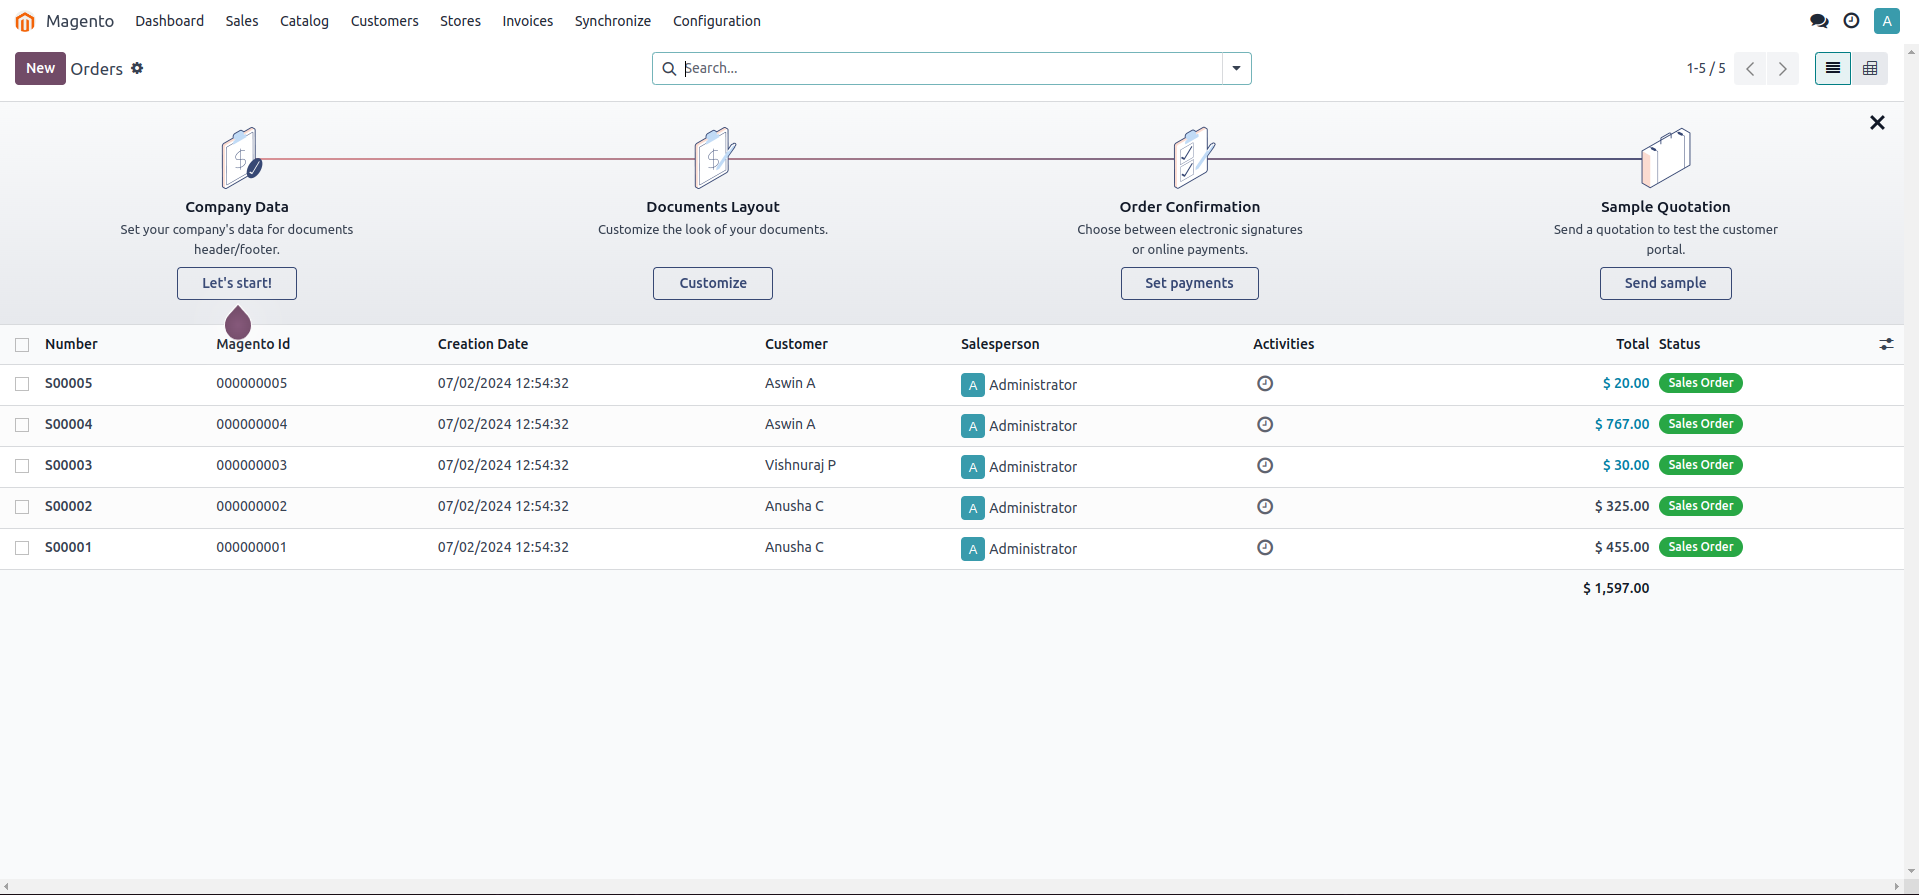 Magento Dashboard Sales Catalog Customers Stores Invoices Synchronize Configuration A
New Orders Search... 1-5 / 5
Company Data
Set your company's data for documents
header/footer.
Let's start!
Documents Layout
Customize the look of your documents.
Customize
Order Confirmation
Choose between electronic signatures
or online payments.
Set payments
Sample Quotation
Send a quotation to test the customer
portal.
Send sample
Number Magento Id Creation Date Customer Salesperson Activities Total Status
S00005 000000005 07/02/2024 12:54:32 Aswin A A Administrator $ 20.00 Sales Order
S00004 000000004 07/02/2024 12:54:32 Aswin A A Administrator $ 767.00 Sales Order
S00003 000000003 07/02/2024 12:54:32 Vishnuraj P A Administrator $ 30.00 Sales Order
S00002 000000002 07/02/2024 12:54:32 Anusha C A Administrator $ 325.00 Sales Order
S00001 000000001 07/02/2024 12:54:32 Anusha C A Administrator $ 455.00 Sales Order
$ 1,597.00